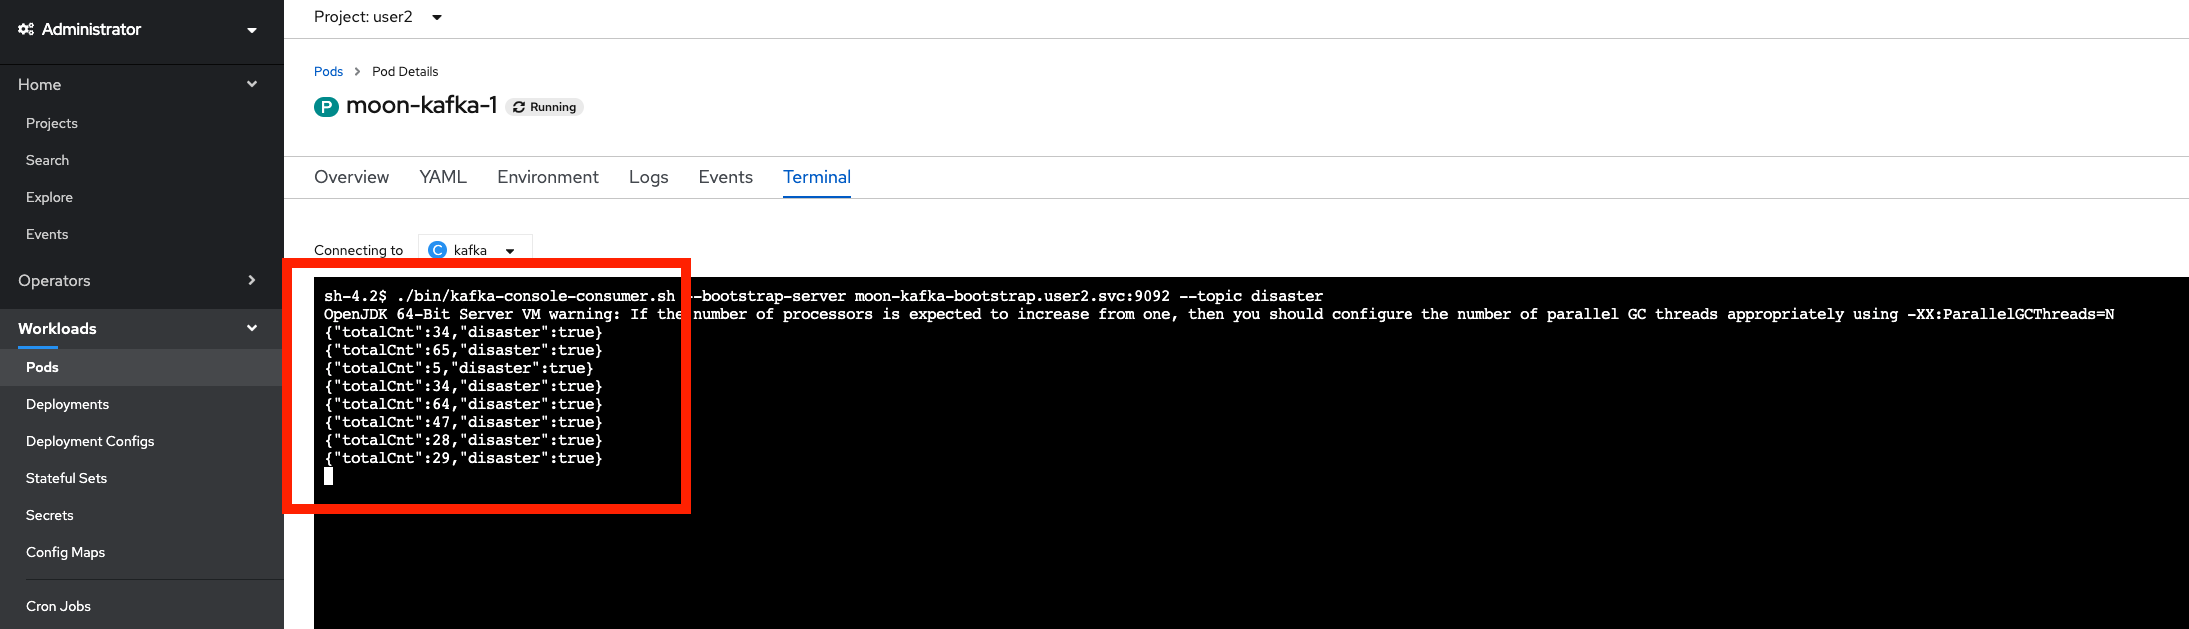 Administrator
Home
Projects
Search
Explore
Events
Operators
Workloads
Pods
Deployments
Deployment Configs
Stateful Sets
Secrets
Config Maps
Cron Jobs
Project: user2
Pods > Pod Details
P moon-kafka-1 Running
Overview YAML Environment Logs Events Terminal
Connecting to C kafka
sh-4.2$ ./bin/kafka-console-consumer.sh --bootstrap-server moon-kafka-bootstrap.user2.svc:9092 --topic disaster
OpenJDK 64-Bit Server VM warning: If the number of processors is expected to increase from one, then you should configure the number of parallel GC threads appropriately using -XX:ParallelGCThreads=N
{"totalCnt":34,"disaster":true}
{"totalCnt":65,"disaster":true}
{"totalCnt":5,"disaster":true}
{"totalCnt":34,"disaster":true}
{"totalCnt":64,"disaster":true}
{"totalCnt":47,"disaster":true}
{"totalCnt":28,"disaster":true}
{"totalCnt":29,"disaster":true}